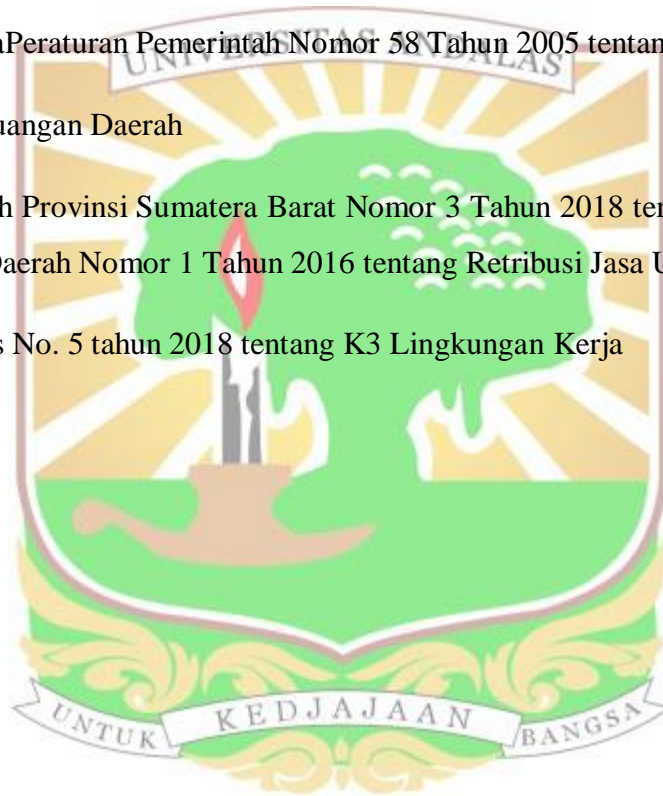 aPeraturan Pemerintah Nomor 58 Tahun 2005 tentan
UNIVERSITAS ANDALAS
uangan Daerah
h Provinsi Sumatera Barat Nomor 3 Tahun 2018 ten
Daerah Nomor 1 Tahun 2016 tentang Retribusi Jasa U
s No. 5 tahun 2018 tentang K3 Lingkungan Kerja
UNTUK KEDJAJAAN BANGSA